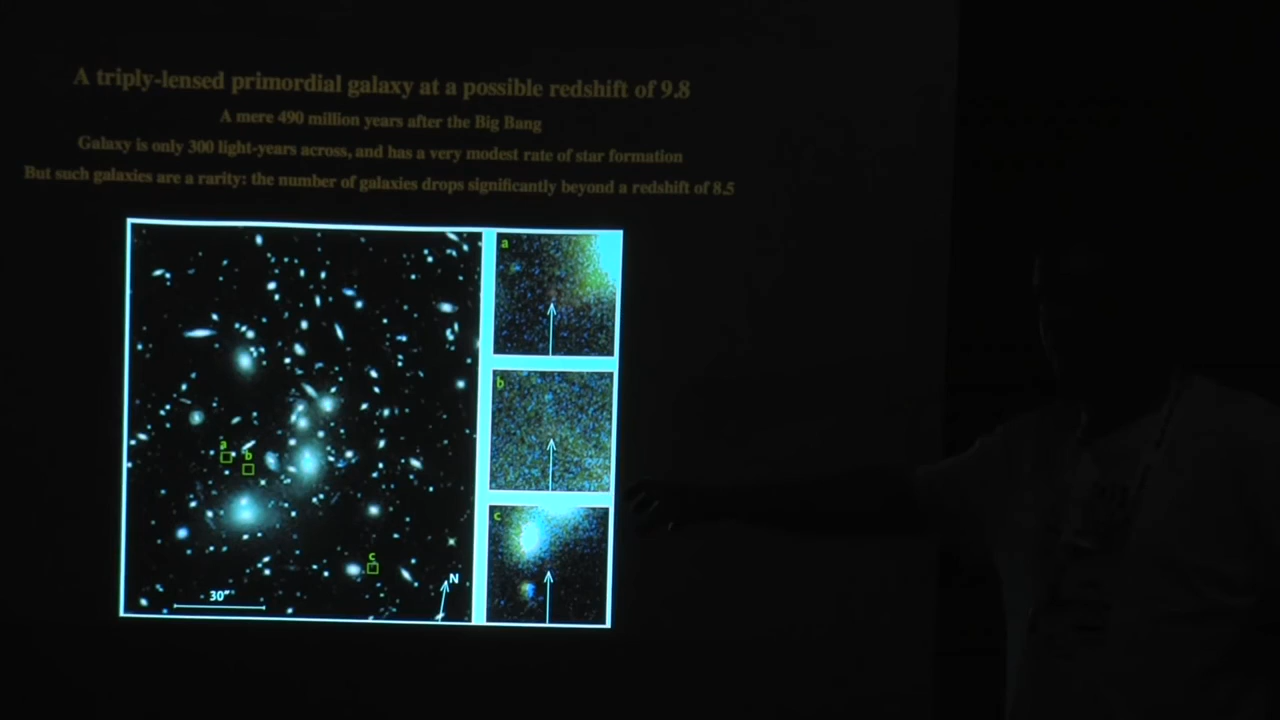 A triply-lensed primordial galaxy at a possible redshift of 9.8
A mere 490 million years after the Big Bang
Galaxy is only 300 light-years across, and has a very modest rate of star formation
But such galaxies are a rarity: the number of galaxies drops significantly beyond a redshift of 8.5
a
b
c
a
b
c
30″
N